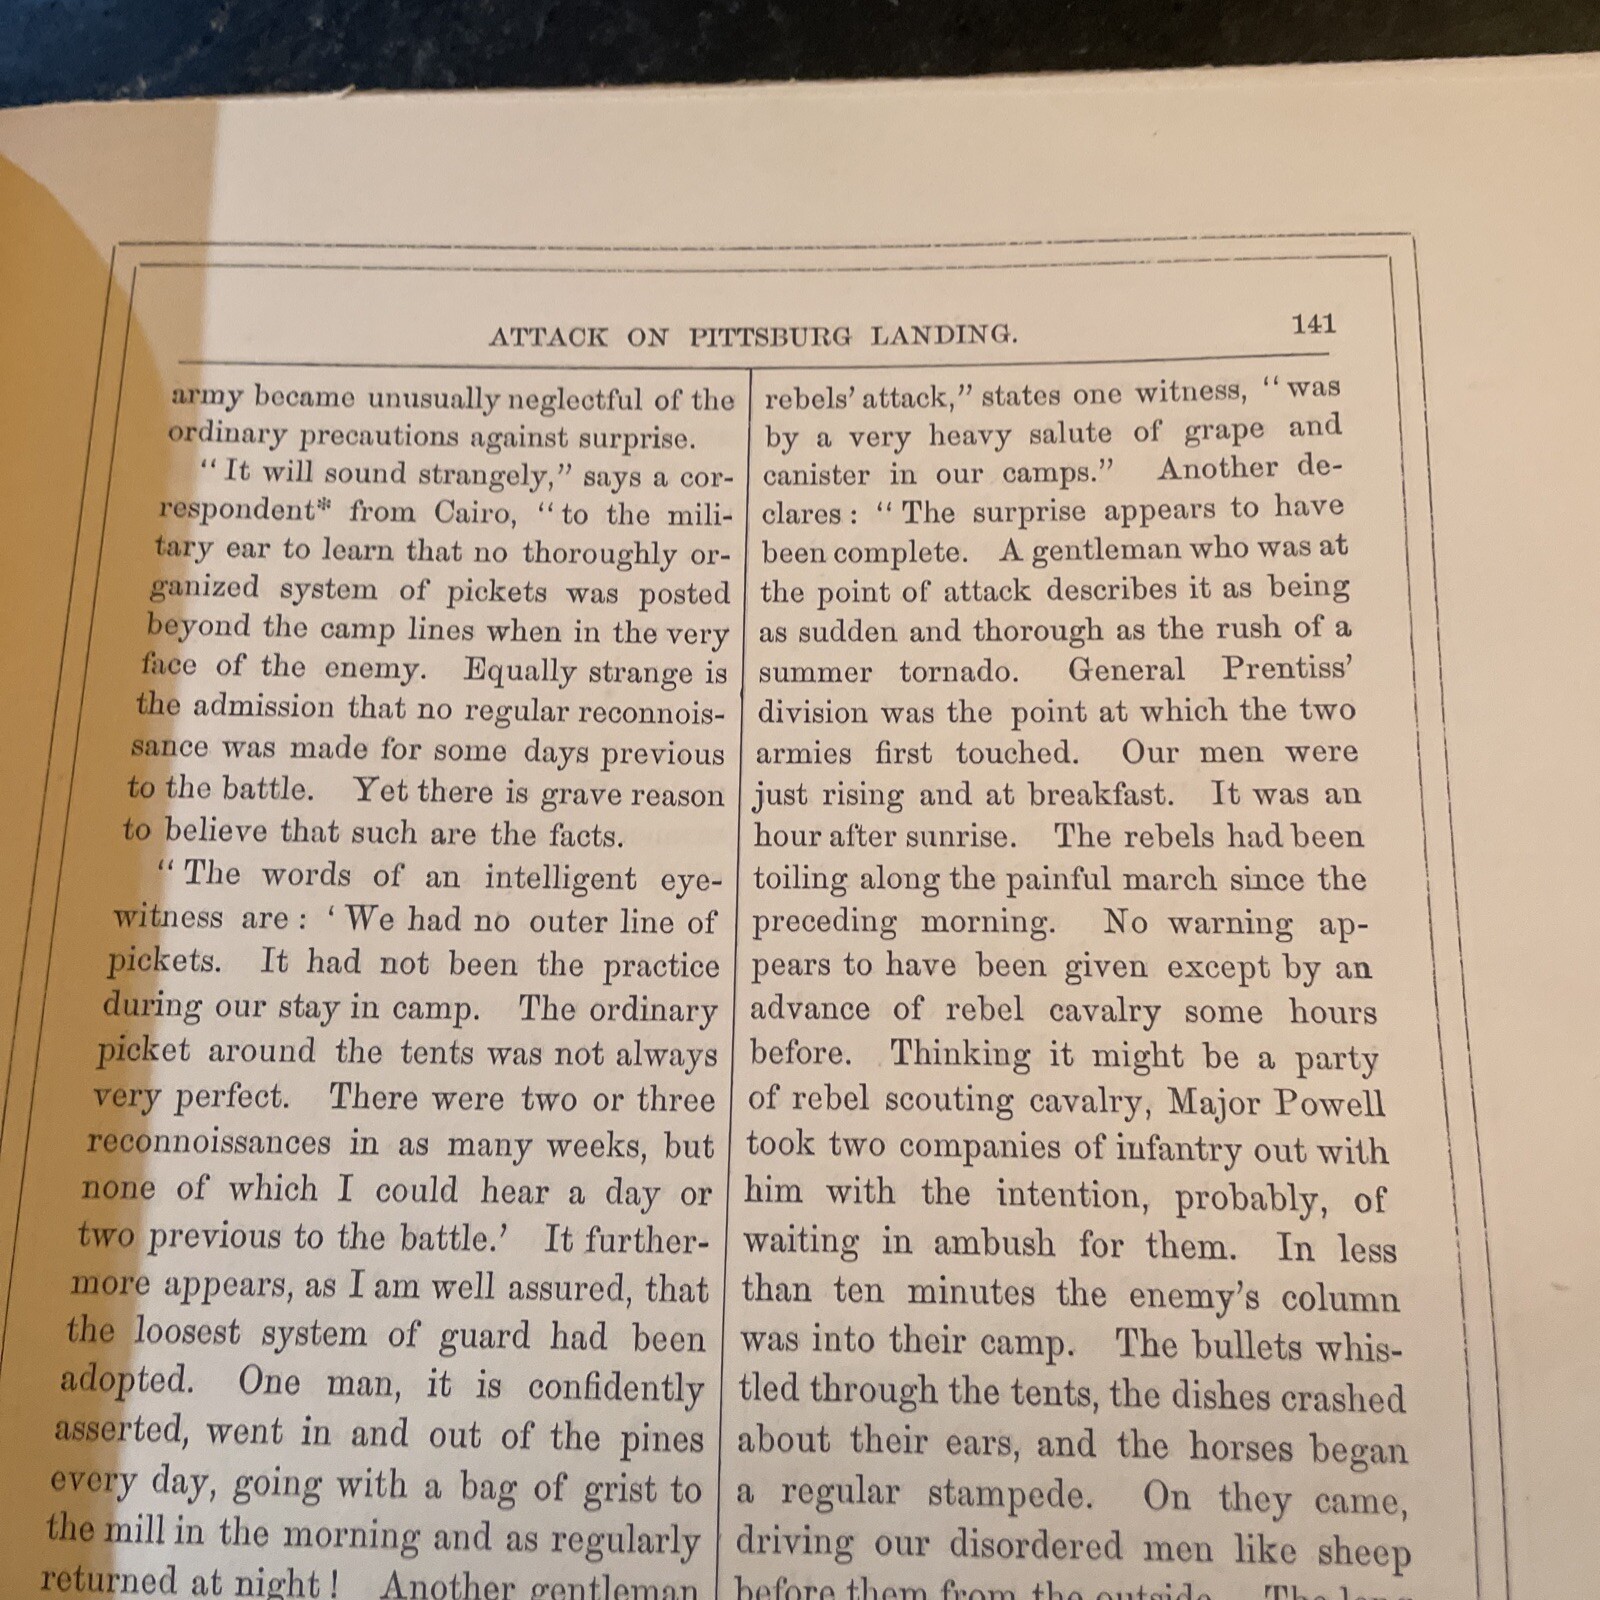 ATTACK ON PITTSBURG LANDING.
141
army became unusually neglectful of the
ordinary precautions against surprise.
“It will sound strangely,” says a cor-
respondent* from Cairo, “to the mili-
tary ear to learn that no thoroughly or-
ganized system of pickets was posted
beyond the camp lines when in the very
face of the enemy. Equally strange is
the admission that no regular reconnois-
sance was made for some days previous
to the battle. Yet there is grave reason
to believe that such are the facts.
“The words of an intelligent eye-
witness are: ‘We had no outer line of
pickets. It had not been the practice
during our stay in camp. The ordinary
picket around the tents was not always
very perfect. There were two or three
reconnoissances in as many weeks, but
none of which I could hear a day or
two previous to the battle.’ It further-
more appears, as I am well assured, that
the loosest system of guard had been
adopted. One man, it is confidently
asserted, went in and out of the pines
every day, going with a bag of grist to
the mill in the morning and as regularly
returned at night! Another gentleman
rebels’ attack,” states one witness, “was
by a very heavy salute of grape and
canister in our camps.” Another de-
clares: “The surprise appears to have
been complete. A gentleman who was at
the point of attack describes it as being
as sudden and thorough as the rush of a
summer tornado. General Prentiss’
division was the point at which the two
armies first touched. Our men were
just rising and at breakfast. It was an
hour after sunrise. The rebels had been
toiling along the painful march since the
preceding morning. No warning ap-
pears to have been given except by an
advance of rebel cavalry some hours
before. Thinking it might be a party
of rebel scouting cavalry, Major Powell
took two companies of infantry out with
him with the intention, probably, of
waiting in ambush for them. In less
than ten minutes the enemy’s column
was into their camp. The bullets whis-
tled through the tents, the dishes crashed
about their ears, and the horses began
a regular stampede. On they came,
driving our disordered men like sheep
before them from the outside. The long